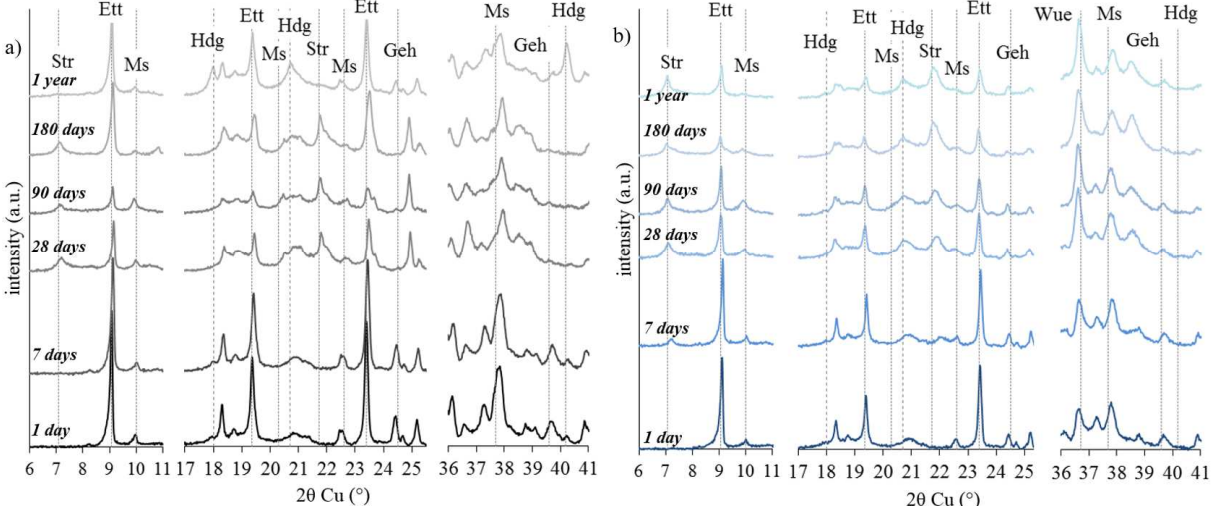 a)
Ett
Str
Ms
Hdg
Ett
Ms
Hdg
Str
Ms
Ett
Geh
Ms
Geh
Hdg
1 year
180 days
90 days
28 days
7 days
1 day
intensity (a.u.)
6 7 8 9 10 11
17 18 19 20 21 22 23 24 25
36 37 38 39 40 41
2θ Cu (°)
b)
Ett
Str
Ms
Hdg
Ett
Ms
Hdg
Str
Ms
Ett
Geh
Wue
Ms
Geh
Hdg
1 year
180 days
90 days
28 days
7 days
1 day
intensity (a.u.)
6 7 8 9 10 11
17 18 19 20 21 22 23 24 25
36 37 38 39 40 41
2θ Cu (°)